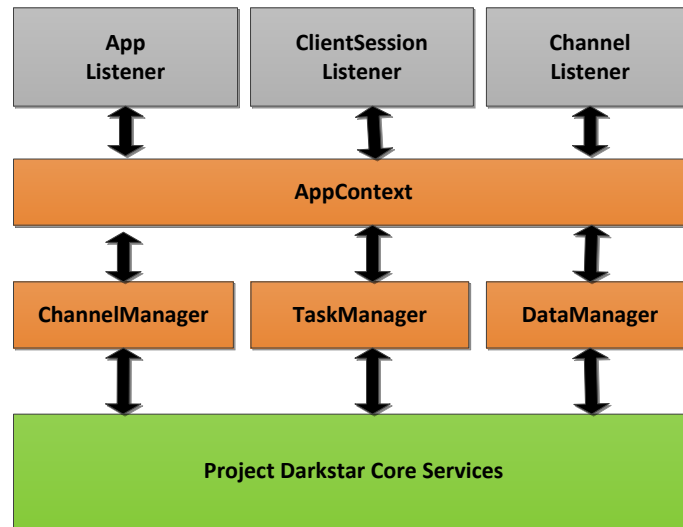 App
Listener
ClientSession
Listener
Channel
Listener
AppContext
ChannelManager
TaskManager
DataManager
Project Darkstar Core Services